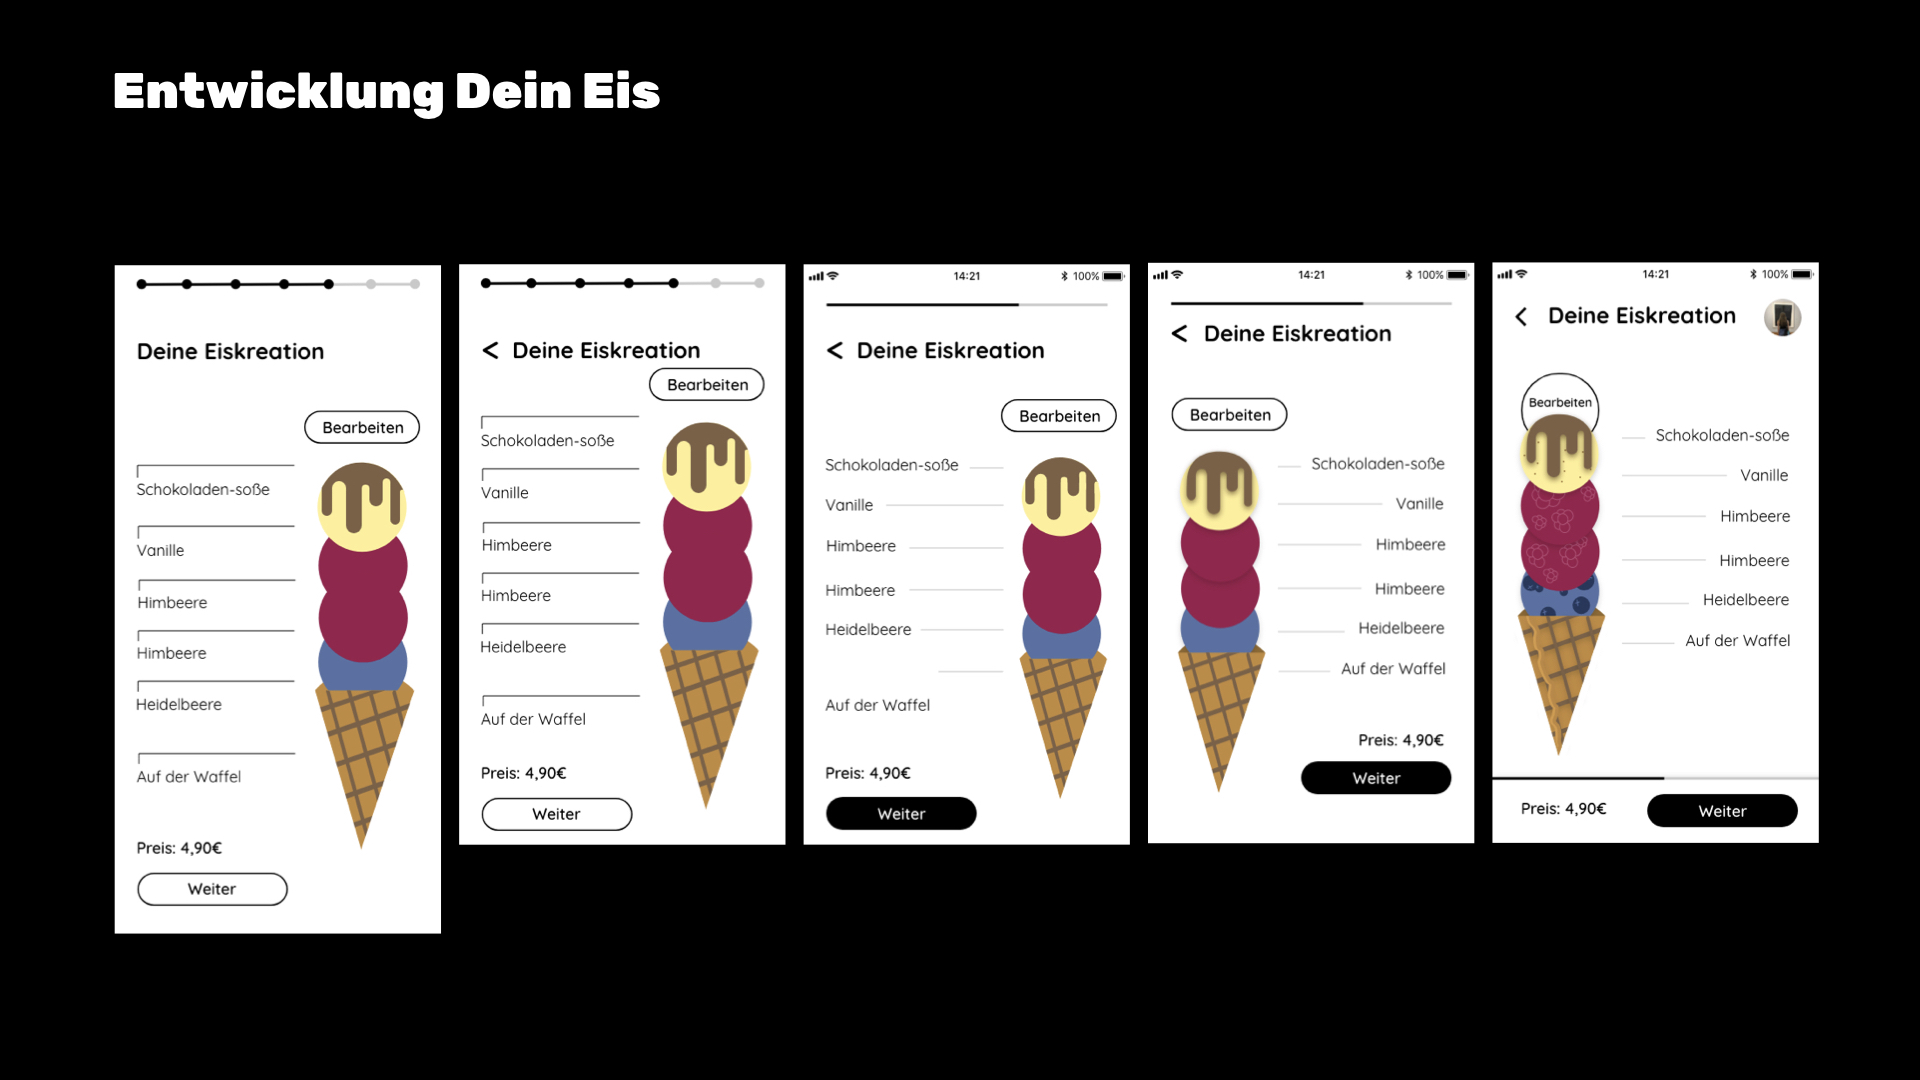 Entwicklung Dein Eis
Deine Eiskreation
Bearbeiten
Schokoladen-soße
Vanille
Himbeere
Himbeere
Heidelbeere
Auf der Waffel
Preis: 4,90€
Weiter
< Deine Eiskreation
Bearbeiten
Schokoladen-soße
Vanille
Himbeere
Himbeere
Heidelbeere
Auf der Waffel
Preis: 4,90€
Weiter
14:21 100%
< Deine Eiskreation
Bearbeiten
Schokoladen-soße
Vanille
Himbeere
Himbeere
Heidelbeere
Auf der Waffel
Preis: 4,90€
Weiter
14:21 100%
< Deine Eiskreation
Bearbeiten
Schokoladen-soße
Vanille
Himbeere
Himbeere
Heidelbeere
Auf der Waffel
Preis: 4,90€
Weiter
14:21 100%
< Deine Eiskreation
Bearbeiten
Schokoladen-soße
Vanille
Himbeere
Himbeere
Heidelbeere
Auf der Waffel
Preis: 4,90€
Weiter